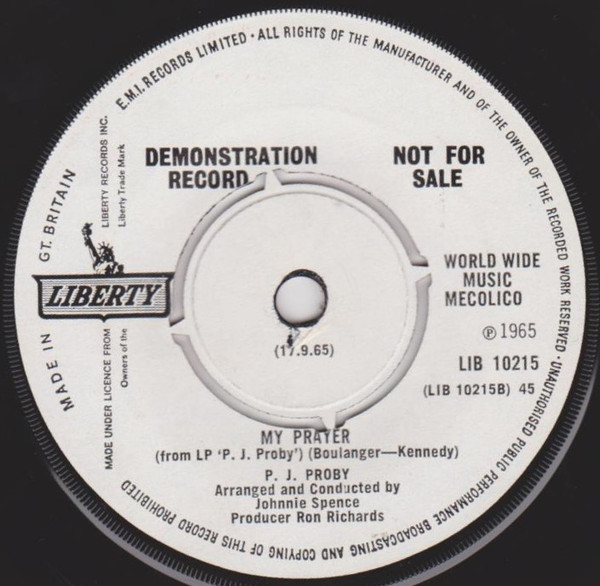 E.M.I. RECORDS LIMITED · ALL RIGHTS OF THE MANUFACTURER AND OF THE OWNER OF THE RECORDED WORK RESERVED · UNAUTHORISED PUBLIC PERFORMANCE BROADCASTING AND COPYING OF THIS RECORD PROHIBITED
MADE IN GT. BRITAIN
DEMONSTRATION
RECORD
NOT FOR
SALE
MADE UNDER LICENCE FROM LIBERTY RECORDS INC.
Owners of the Liberty Trade Mark
LIBERTY
WORLD WIDE
MUSIC
MECOLICO
℗ 1965
LIB 10215
(LIB 10215B) 45
(17.9.65)
MY PRAYER
(from LP 'P. J. Proby') (Boulanger—Kennedy)
P. J. PROBY
Arranged and Conducted by
Johnnie Spence
Producer Ron Richards